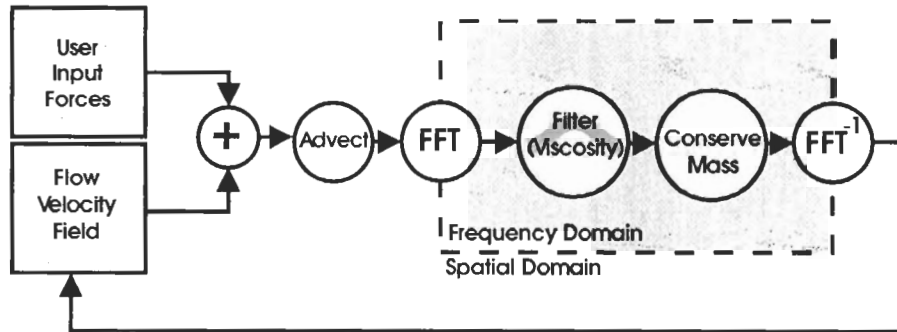 User
Input
Forces
Flow
Velocity
Field
+
Advect
FFT
Filter
(Viscosity)
Conserve
Mass
FFT-1
Frequency Domain
Spatial Domain